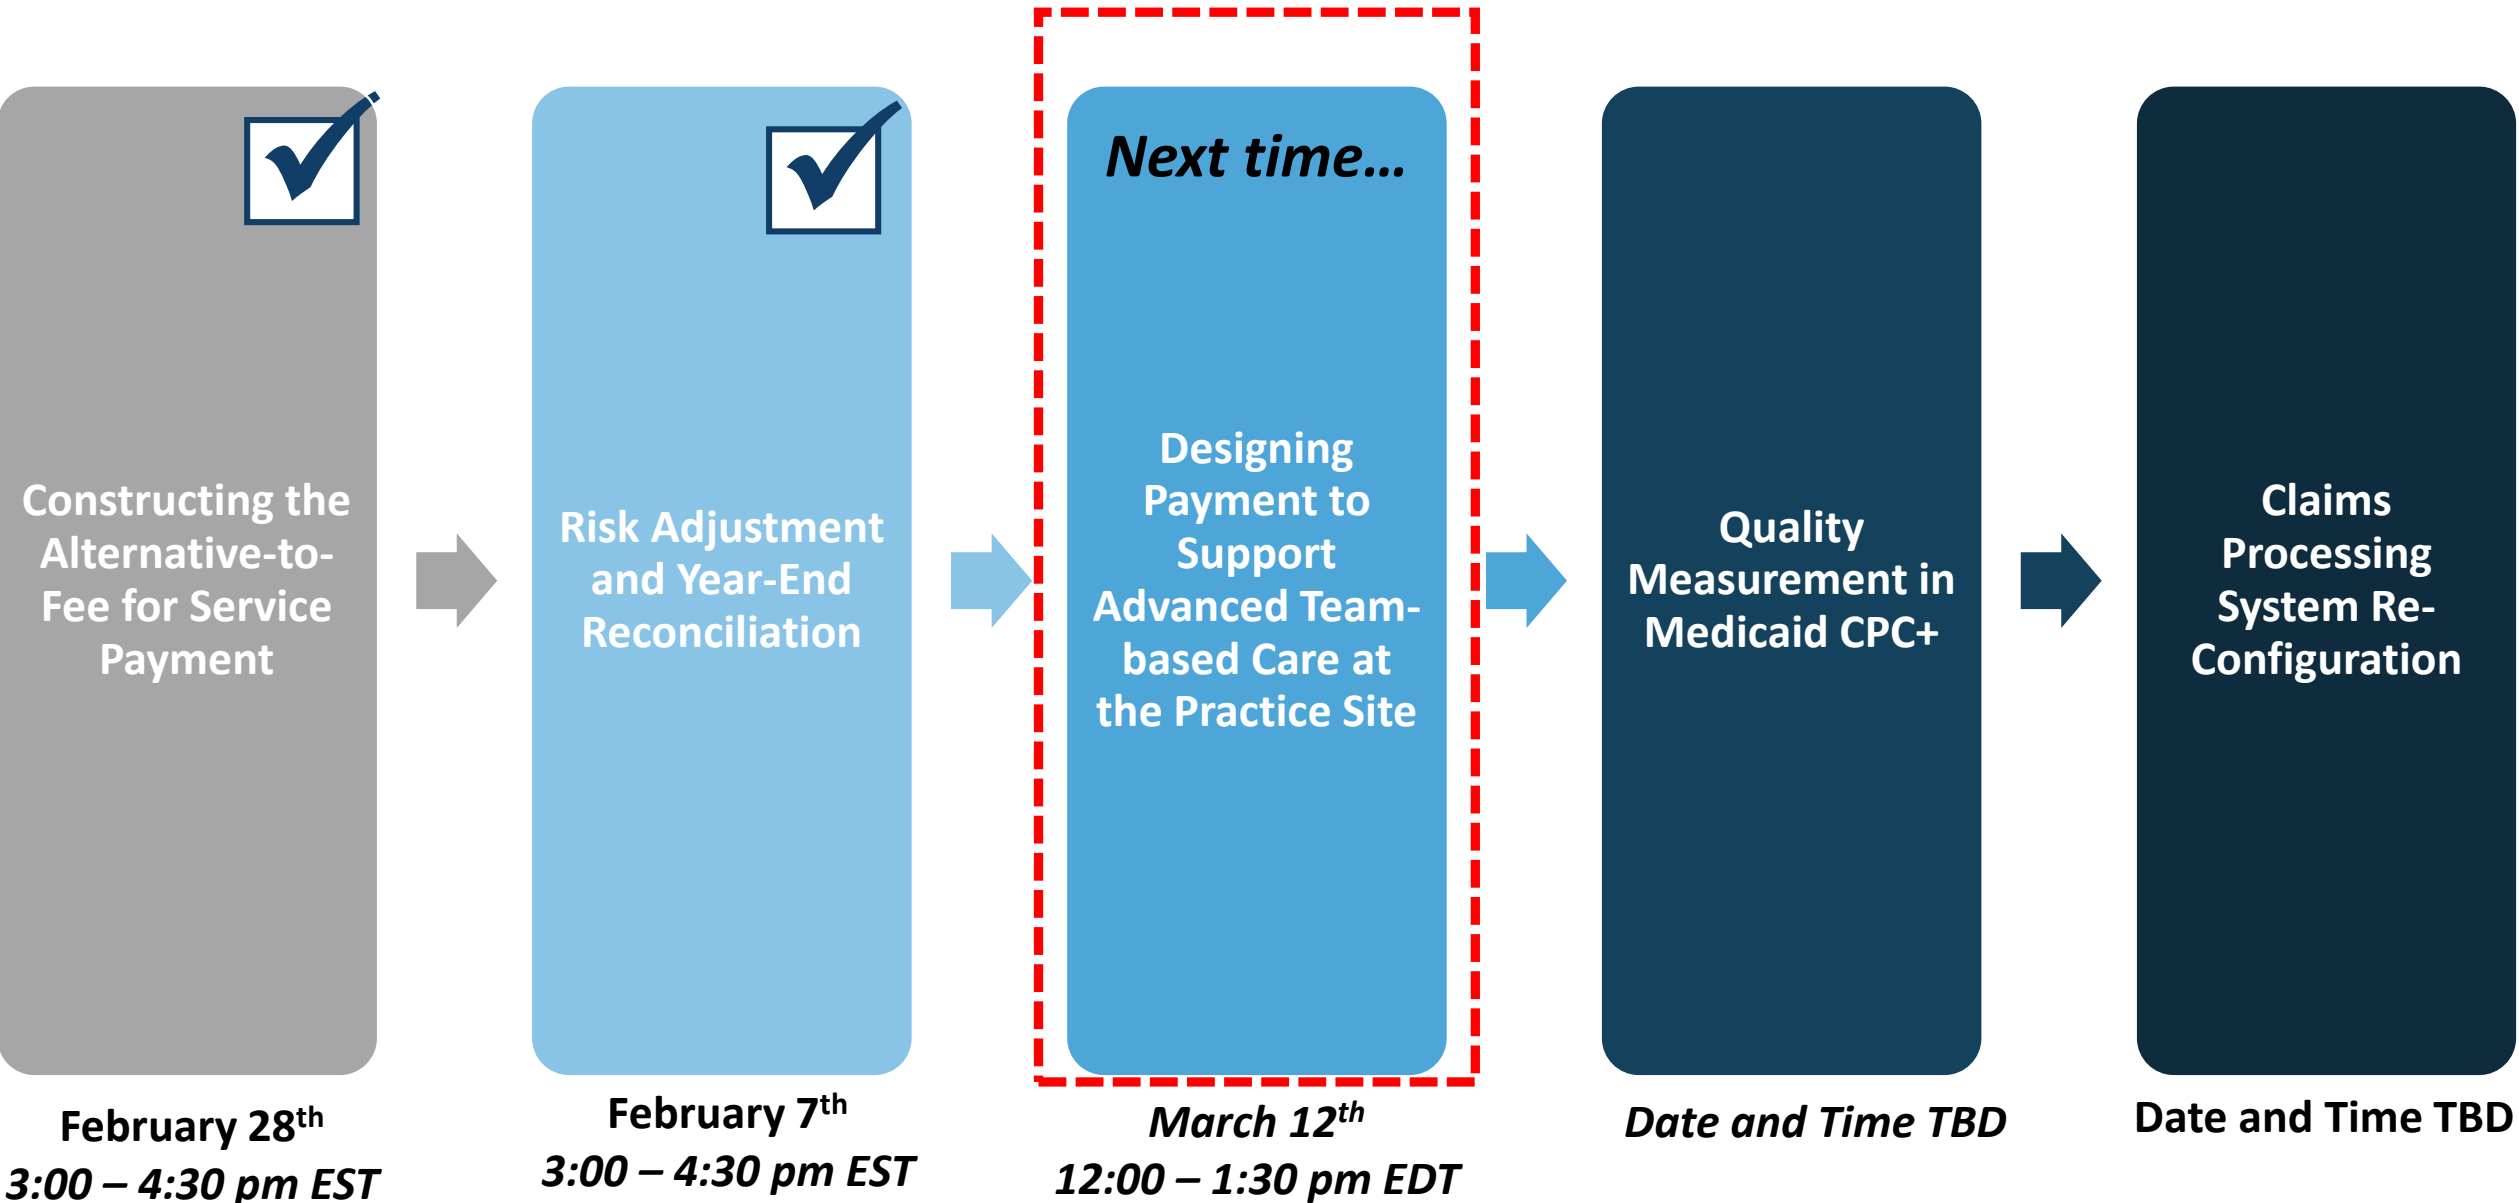 Constructing the
Alternative-to-
Fee for Service
Payment
February 28th
3:00 – 4:30 pm EST
Risk Adjustment
and Year-End
Reconciliation
February 7th
3:00 – 4:30 pm EST
Next time...
Designing
Payment to
Support
Advanced Team-
based Care at
the Practice Site
March 12th
12:00 – 1:30 pm EDT
Quality
Measurement in
Medicaid CPC+
Date and Time TBD
Claims
Processing
System Re-
Configuration
Date and Time TBD